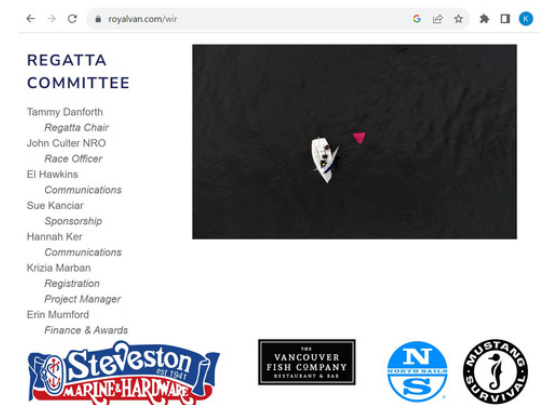 royalvan.com/wir
REGATTA
COMMITTEE
Tammy Danforth
Regatta Chair
John Culter NRO
Race Officer
El Hawkins
Communications
Sue Kanciar
Sponsorship
Hannah Ker
Communications
Krizia Marban
Registration
Project Manager
Erin Mumford
Finance & Awards
Steveston
est 1941
MARINE & HARDWARE
THE
VANCOUVER
FISH COMPANY
RESTAURANT & BAR
N
NORTH SAILS
S
MUSTANG
SURVIVAL
K